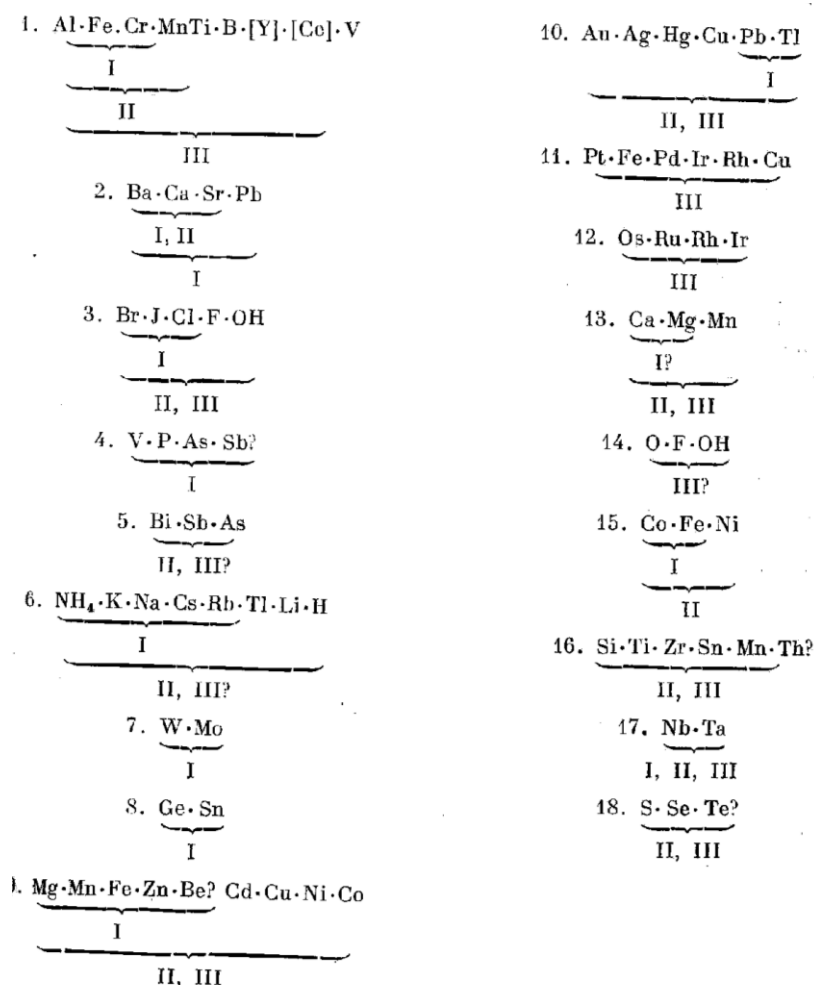 1. Al·Fe.Cr·MnTi·B·[Y]·[Ce]·V
I
II
III
2. Ba·Ca·Sr·Pb
I, II
I
3. Br·J·Cl·F·OH
I
II, III
4. V·P·As·Sb?
I
5. Bi·Sb·As
II, III?
6. NH₄·K·Na·Cs·Rb·Tl·Li·H
I
II, III?
7. W·Mo
I
8. Ge·Sn
I
. Mg·Mn·Fe·Zn·Be? Cd·Cu·Ni·Co
I
II, III
10. Au·Ag·Hg·Cu·Pb·Tl
I
II, III
11. Pt·Fe·Pd·Ir·Rh·Cu
III
12. Os·Ru·Rh·Ir
III
13. Ca·Mg·Mn
I?
II, III
14. O·F·OH
III?
15. Co·Fe·Ni
I
II
16. Si·Ti·Zr·Sn·Mn·Th?
II, III
17. Nb·Ta
I, II, III
18. S·Se·Te?
II, III